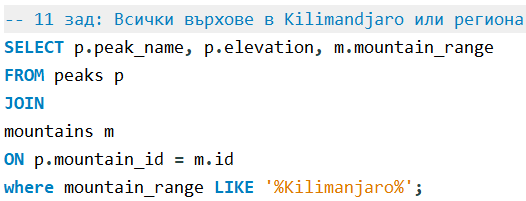 -- 11 зад: Всички върхове в Kilimandjaro или региона
SELECT p.peak_name, p.elevation, m.mountain_range
FROM peaks p
JOIN
mountains m
ON p.mountain_id = m.id
where mountain_range LIKE '%Kilimanjaro%';